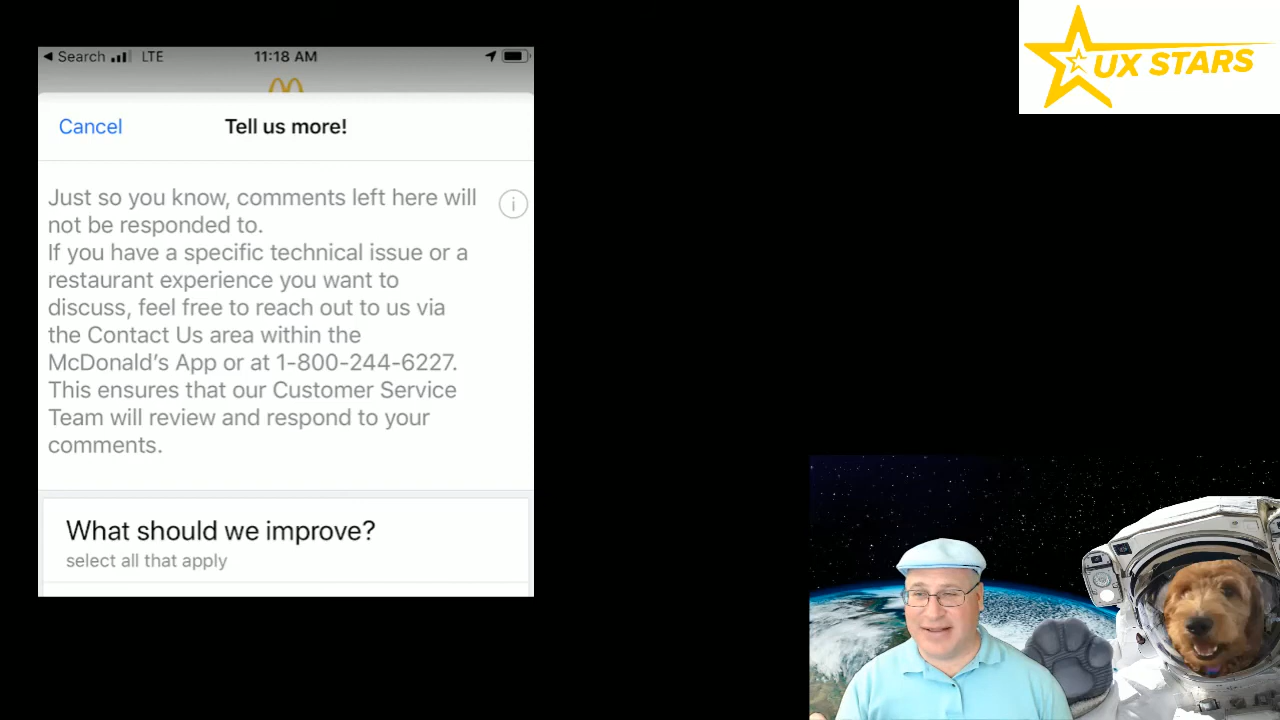 Search LTE 11:18 AM
UX STARS
Cancel Tell us more!
Just so you know, comments left here will
not be responded to.
If you have a specific technical issue or a
restaurant experience you want to
discuss, feel free to reach out to us via
the Contact Us area within the
McDonald's App or at 1-800-244-6227.
This ensures that our Customer Service
Team will review and respond to your
comments.
What should we improve?
select all that apply